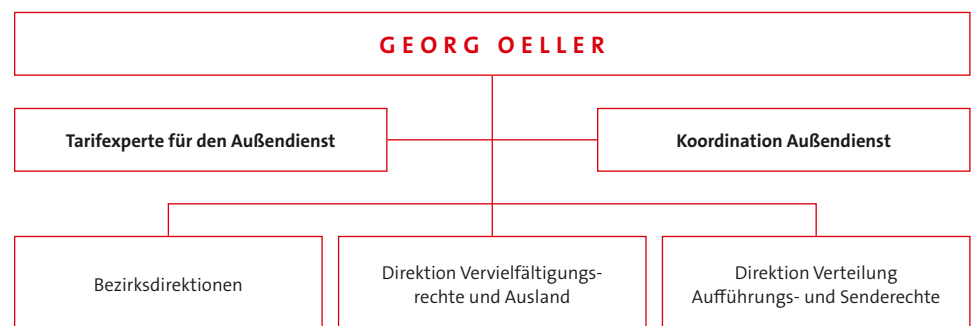 GEORG OELLER
Tarifexperte für den Außendienst
Koordination Außendienst
Bezirksdirektionen
Direktion Vervielfältigungs-
rechte und Ausland
Direktion Verteilung
Aufführungs- und Senderechte